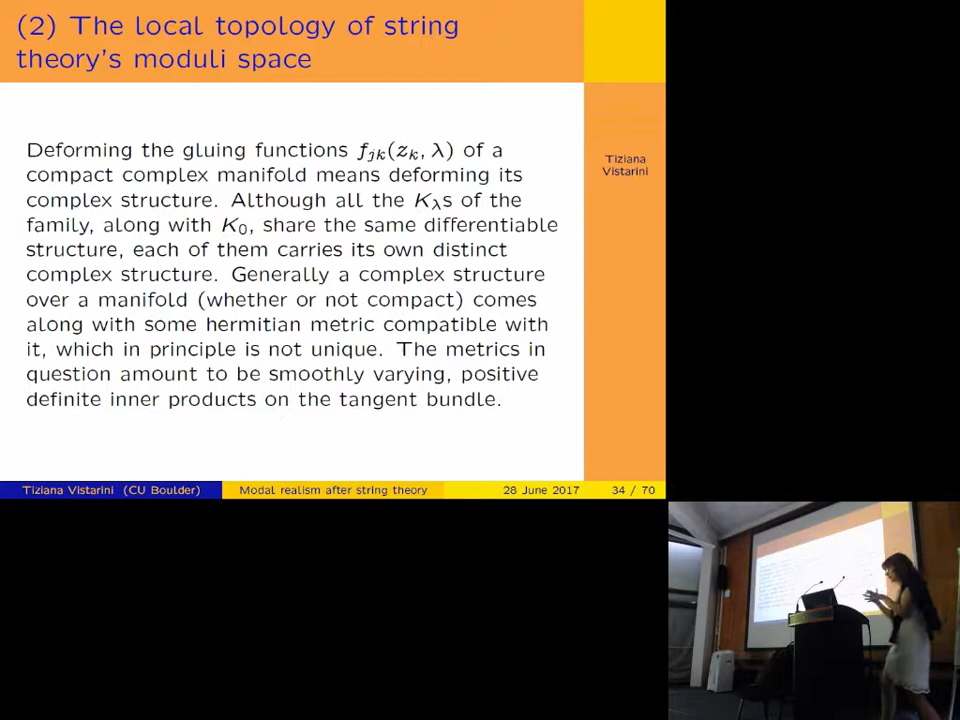 (2) The local topology of string
theory's moduli space
Deforming the gluing functions f_{jk}(z_k, λ) of a
compact complex manifold means deforming its
complex structure. Although all the K_λs of the
family, along with K_0, share the same differentiable
structure, each of them carries its own distinct
complex structure. Generally a complex structure
over a manifold (whether or not compact) comes
along with some hermitian metric compatible with
it, which in principle is not unique. The metrics in
question amount to be smoothly varying, positive
definite inner products on the tangent bundle.
Tiziana
Vistarini
Tiziana Vistarini (CU Boulder) Modal realism after string theory 28 June 2017 34 / 70